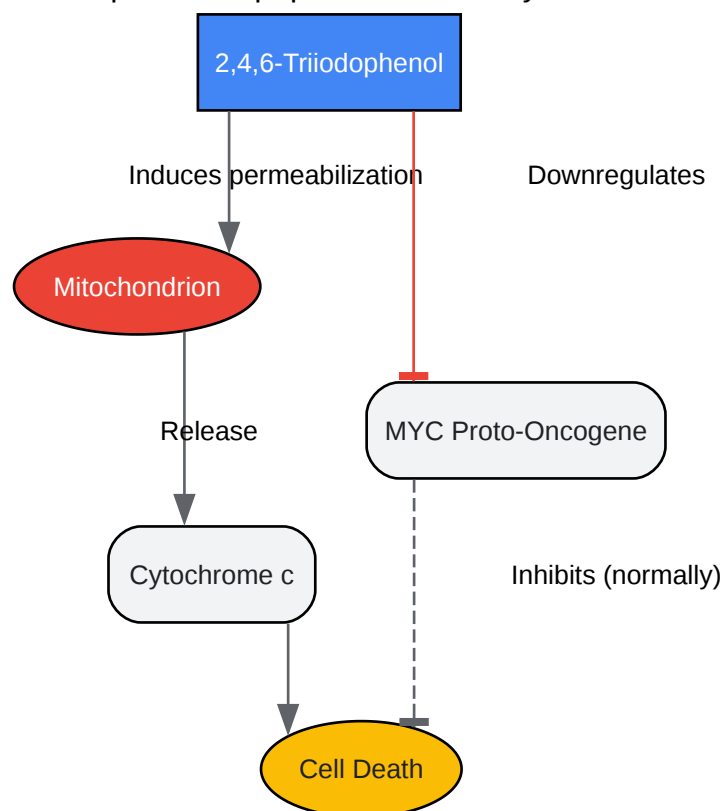 2,4,6-Triiodophenol
Induces permeabilization
Downregulates
Mitochondrion
Release
MYC Proto-Oncogene
Cytochrome c
Inhibits (normally)
Cell Death